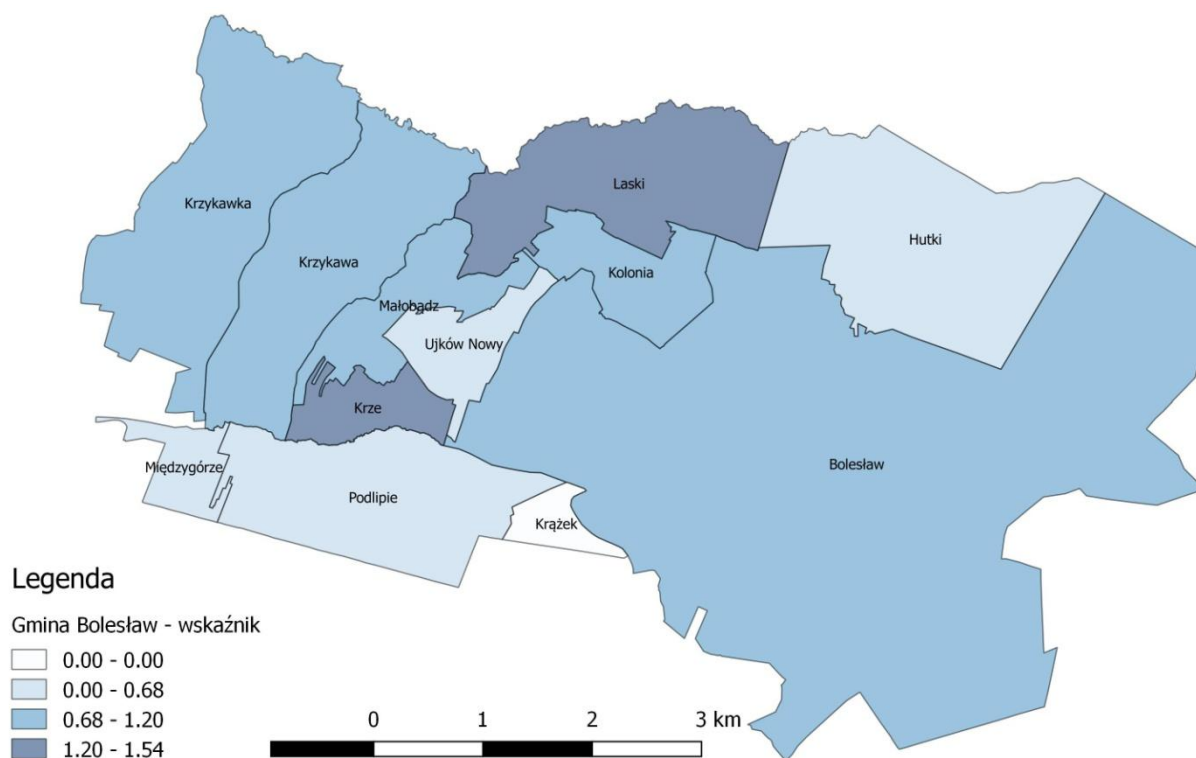 Laski
Krzykawka
Hutki
Krzykawa
Kolonia
Małobądz
Ujków Nowy
Krze
Bolesław
Międzygórze
Podlipie
Krążek
Legenda
Gmina Bolesław - wskaźnik
0.00 - 0.00
0.00 - 0.68
0.68 - 1.20
1.20 - 1.54
0 1 2 3 km